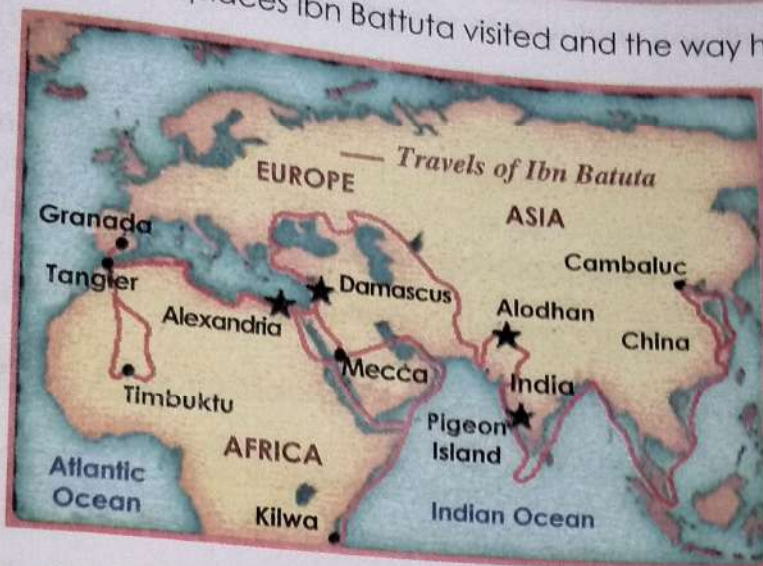 Ibn Battuta visited and the way
Travels of Ibn Batuta
EUROPE
ASIA
Granada
Tangier
Cambaluc
Damascus
Alexandria
Alodhan
China
Mecca
India
Timbuktu
Pigeon
Island
AFRICA
Atlantic
Ocean
Kilwa
Indian Ocean